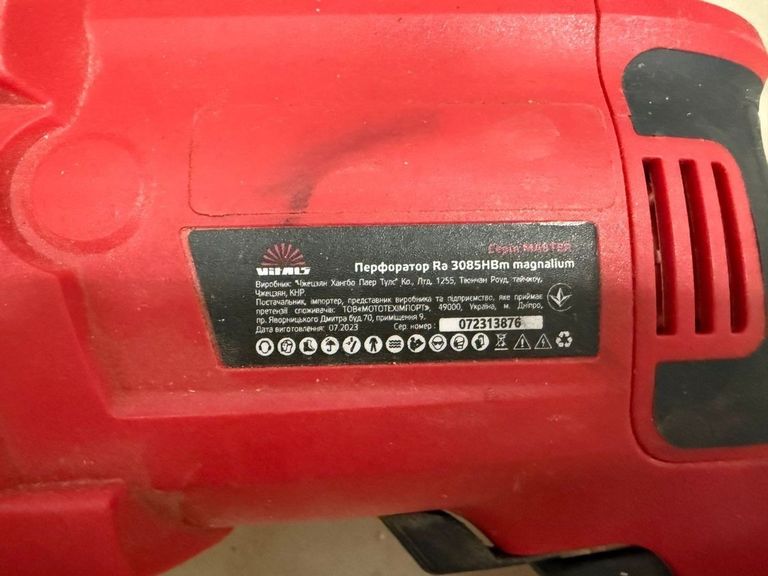 Серія MASTER
vitals
Перфоратор Ra 3085HBm magnalium
Виробник: "Чжецзян Хангбо Паер Тулс" Ко., Лтд, 1255, Тюнчан Роуд, тайчжоу,
Чжецзян, КНР.
Постачальник, імпортер, представник виробника та підприємство, яке приймає
претензії споживачів: ТОВ«МОТОТЕХІМПОРТ», 49000, Україна, м. Дніпро,
пр. Яворницького Дмитра буд 70, приміщення 9.
Дата виготовлення: 07.2023 Сер. номер: 072313876